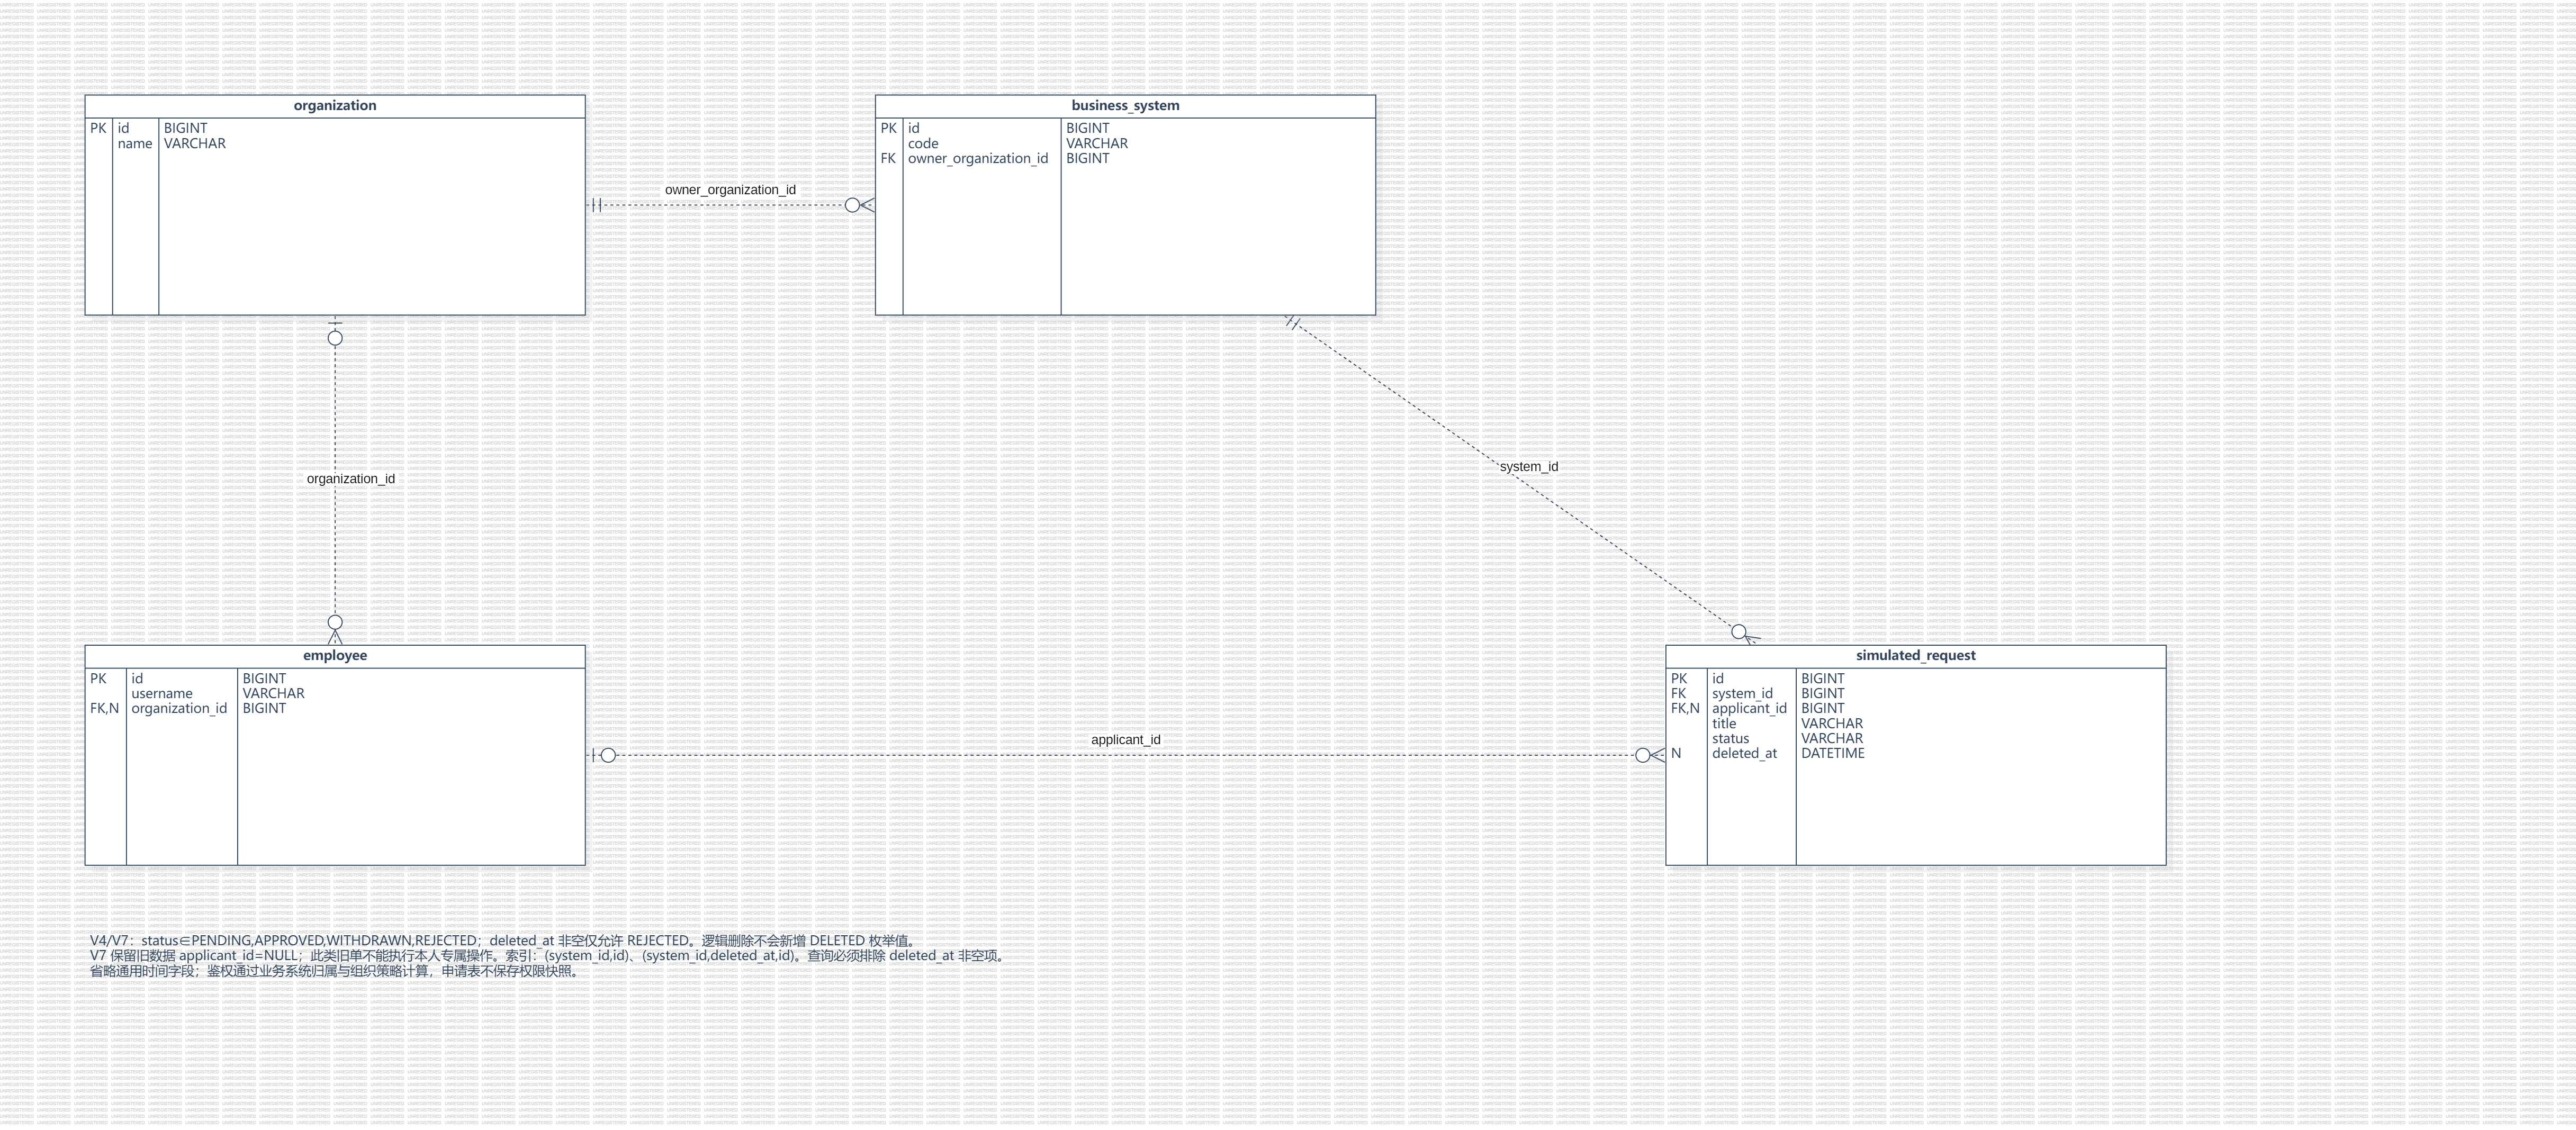 organization
PK id BIGINT
name VARCHAR
business_system
PK id BIGINT
code VARCHAR
FK owner_organization_id BIGINT
owner_organization_id
organization_id
system_id
employee
PK id BIGINT
username VARCHAR
FK,N organization_id BIGINT
applicant_id
simulated_request
PK id BIGINT
FK system_id BIGINT
FK,N applicant_id BIGINT
title VARCHAR
status VARCHAR
N deleted_at DATETIME
V4/V7：status∈PENDING,APPROVED,WITHDRAWN,REJECTED；deleted_at 非空仅允许 REJECTED。逻辑删除不会新增 DELETED 枚举值。
V7 保留旧数据 applicant_id=NULL；此类旧单不能执行本人专属操作。索引：(system_id,id)、(system_id,deleted_at,id)。查询必须排除 deleted_at 非空项。
省略通用时间字段；鉴权通过业务系统归属与组织策略计算，申请表不保存权限快照。
UNREGISTERED